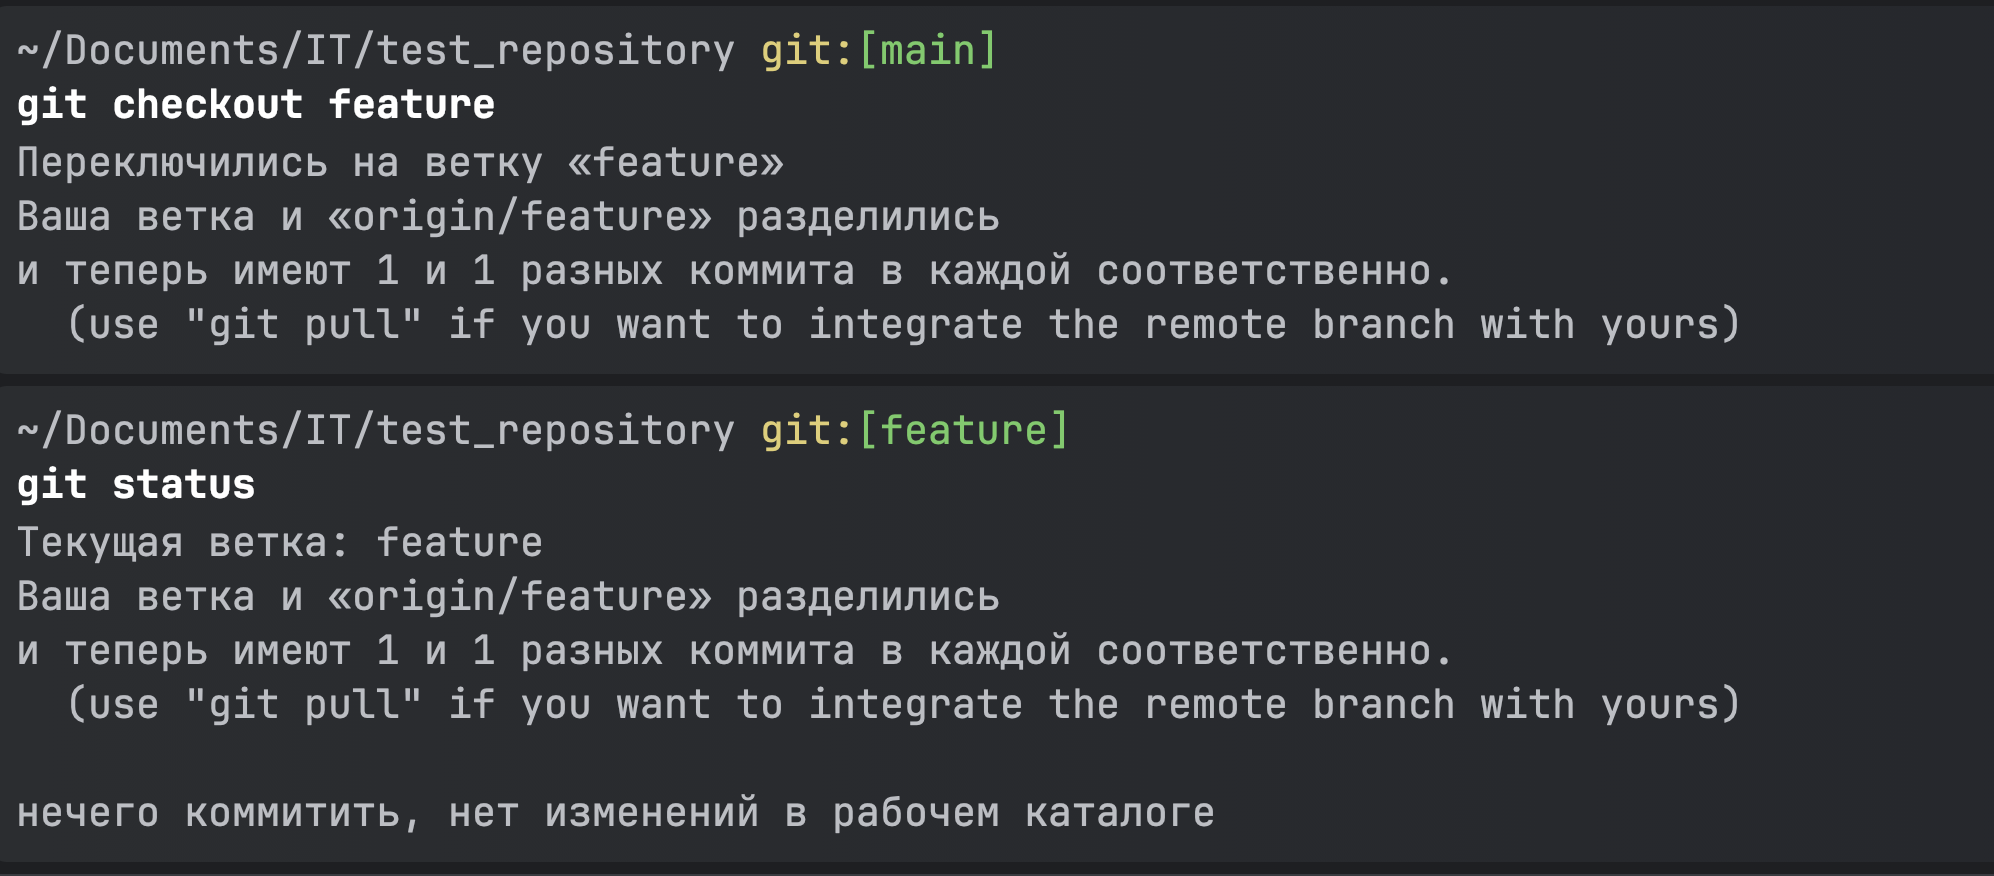 ~/Documents/IT/test_repository git:[main]
git checkout feature
Переключились на ветку «feature»
Ваша ветка и «origin/feature» разделились
и теперь имеют 1 и 1 разных коммита в каждой соответственно.
  (use "git pull" if you want to integrate the remote branch with yours)
~/Documents/IT/test_repository git:[feature]
git status
Текущая ветка: feature
Ваша ветка и «origin/feature» разделились
и теперь имеют 1 и 1 разных коммита в каждой соответственно.
  (use "git pull" if you want to integrate the remote branch with yours)
нечего коммитить, нет изменений в рабочем каталоге